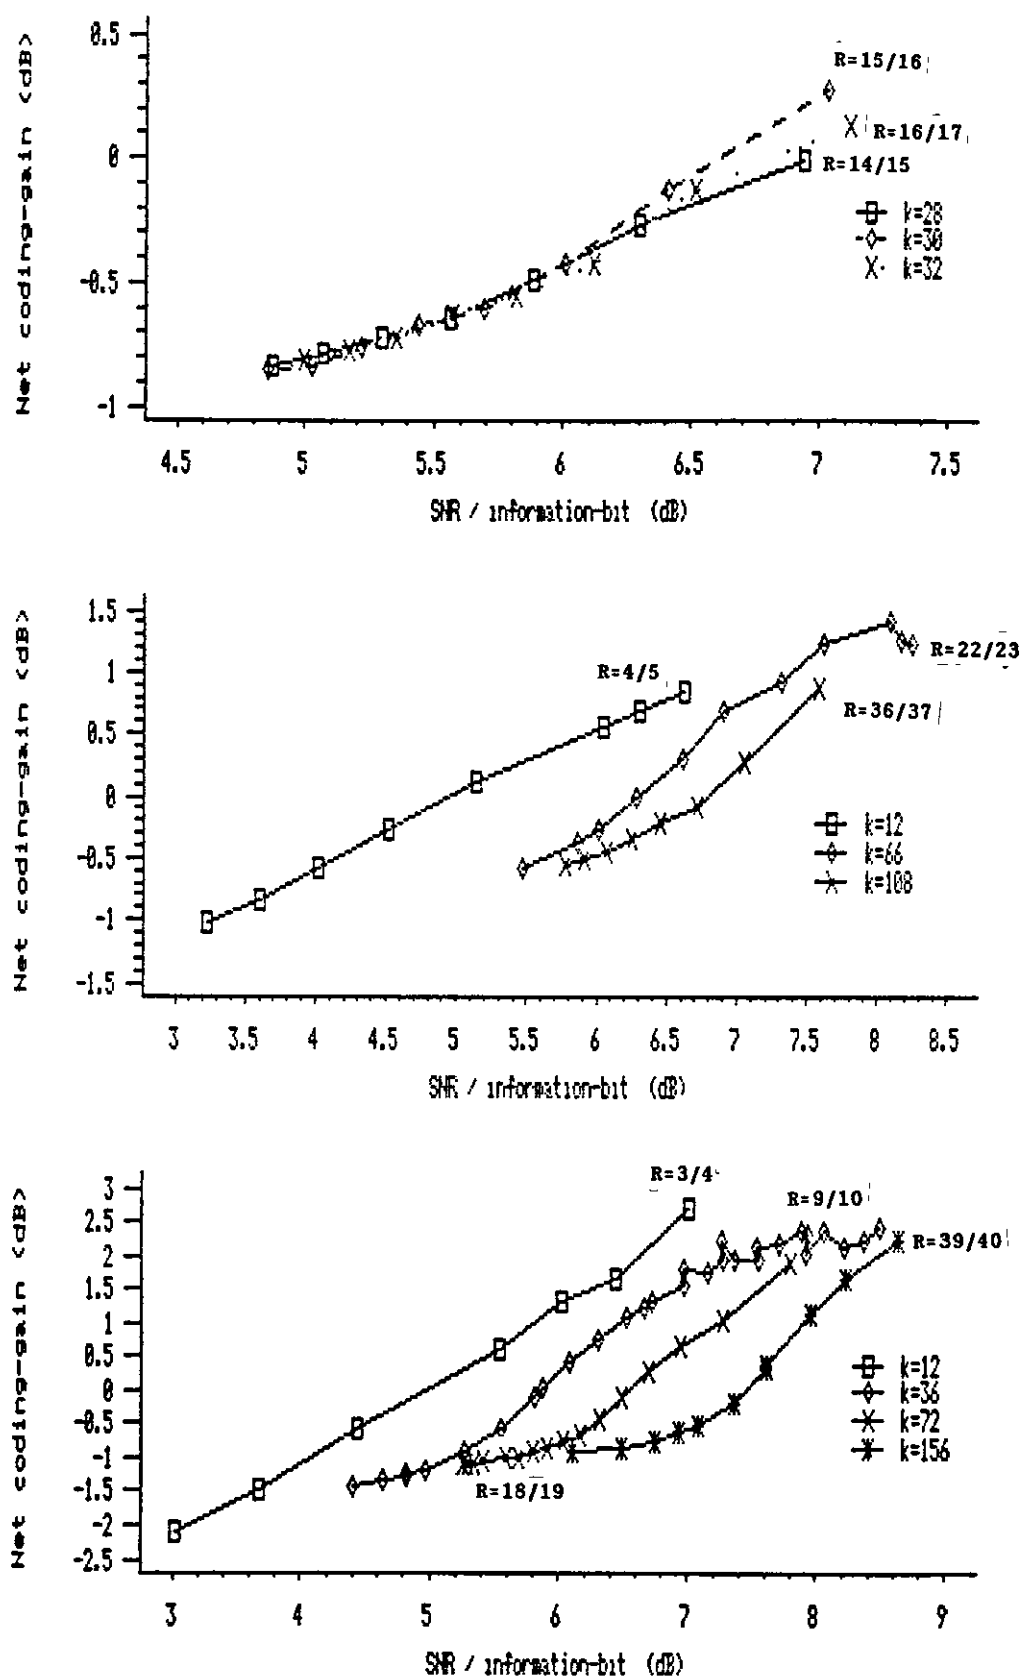 Net coding-gain <dB>
0.5
0
-0.5
-1
R=15/16
R=16/17
R=14/15
k=28
k=30
k=32
4.5 5 5.5 6 6.5 7 7.5
SNR / information-bit (dB)
Net coding-gain <dB>
1.5
1
0.5
0
-0.5
-1
-1.5
R=4/5
R=22/23
R=36/37
k=12
k=66
k=108
3 3.5 4 4.5 5 5.5 6 6.5 7 7.5 8 8.5
SNR / information-bit (dB)
Net coding-gain <dB>
3
2.5
2
1.5
1
0.5
0
-0.5
-1
-1.5
-2
-2.5
R=3/4
R=9/10
R=39/40
R=18/19
k=12
k=36
k=72
k=156
3 4 5 6 7 8 9
SNR / information-bit (dB)